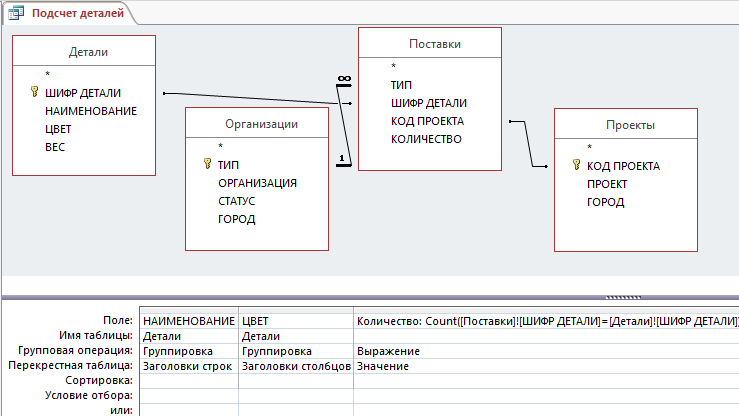 Подсчет деталей
Детали
*
ШИФР ДЕТАЛИ
НАИМЕНОВАНИЕ
ЦВЕТ
ВЕС
Организации
*
ТИП
ОРГАНИЗАЦИЯ
СТАТУС
ГОРОД
∞
1
Поставки
*
ТИП
ШИФР ДЕТАЛИ
КОД ПРОЕКТА
КОЛИЧЕСТВО
Проекты
*
КОД ПРОЕКТА
ПРОЕКТ
ГОРОД
Поле: НАИМЕНОВАНИЕ ЦВЕТ Количество: Count([Поставки]![ШИФР ДЕТАЛИ]=[Детали]![ШИФР ДЕТАЛИ])
Имя таблицы: Детали Детали
Групповая операция: Группировка Группировка Выражение
Перекрестная таблица: Заголовки строк Заголовки столбцов Значение
Сортировка:
Условие отбора:
или: